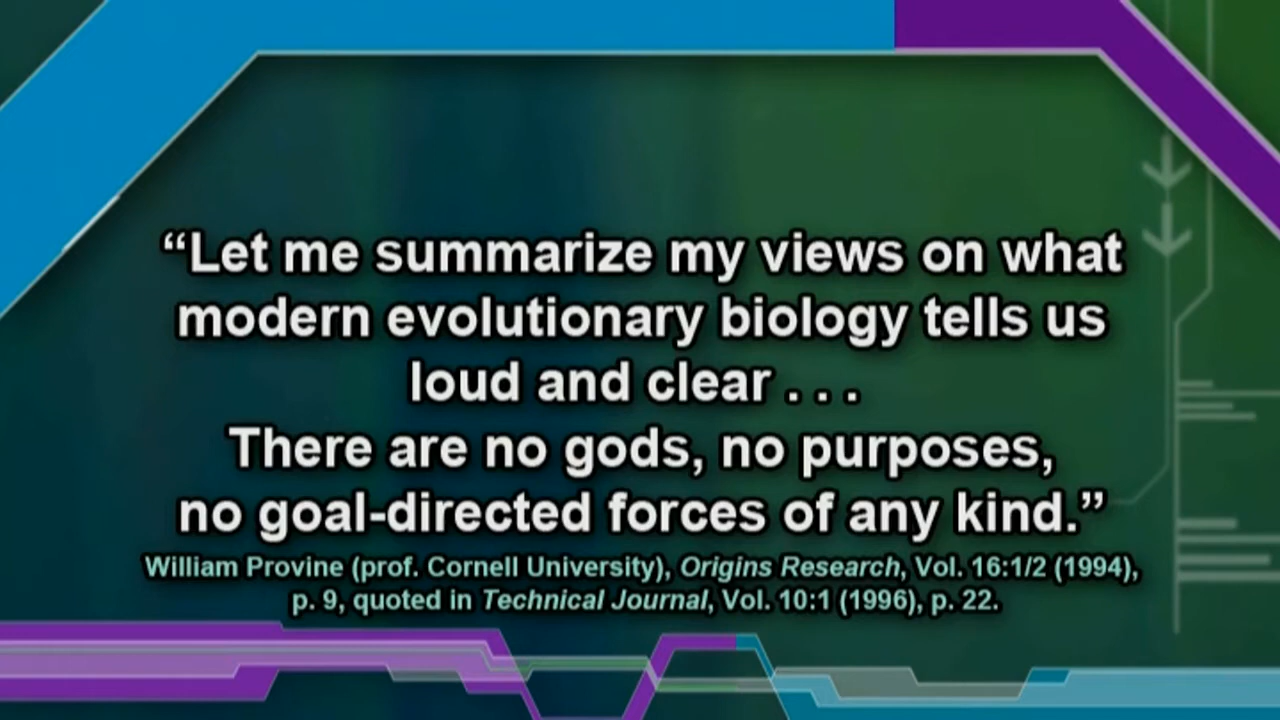 “Let me summarize my views on what
modern evolutionary biology tells us
loud and clear . . .
There are no gods, no purposes,
no goal-directed forces of any kind.”
William Provine (prof. Cornell University), Origins Research, Vol. 16:1/2 (1994),
p. 9, quoted in Technical Journal, Vol. 10:1 (1996), p. 22.